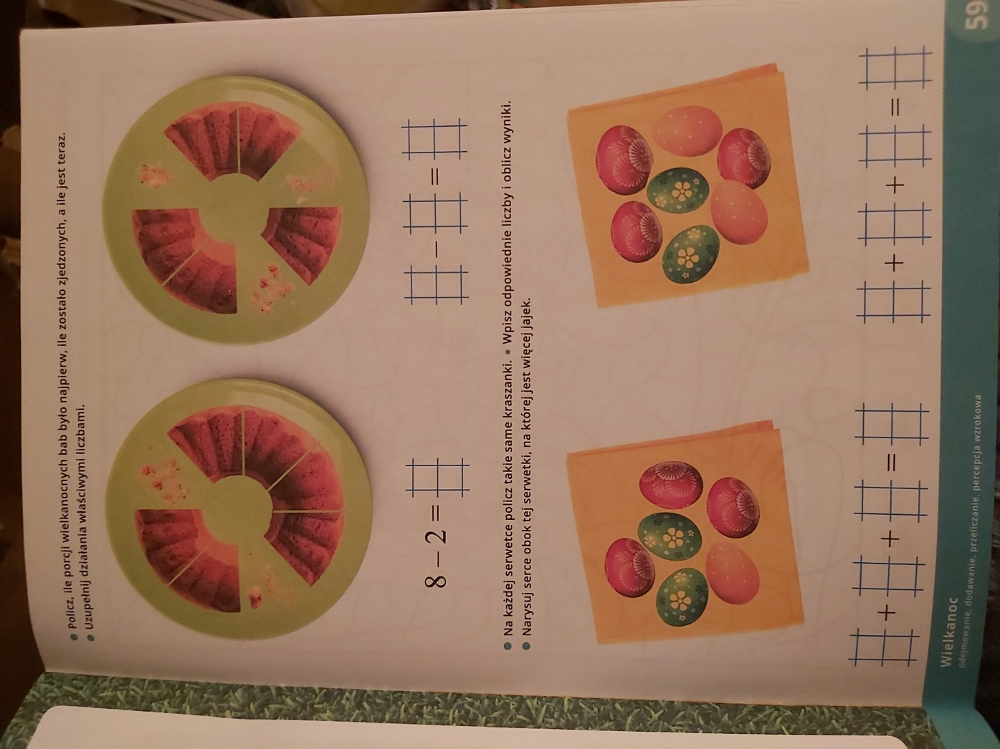 • Policz, ile porcji wielkanocnych bab było najpierw, ile zostało zjedzonych, a ile jest teraz.
• Uzupełnij działania właściwymi liczbami.
8 – 2 =
– =
• Na każdej serwetce policz takie same kraszanki. • Wpisz odpowiednie liczby i oblicz wyniki.
• Narysuj serce obok tej serwetki, na której jest więcej jajek.
+ + =
+ + =
Wielkanoc
odejmowanie, dodawanie, przeliczanie, percepcja wzrokowa
59